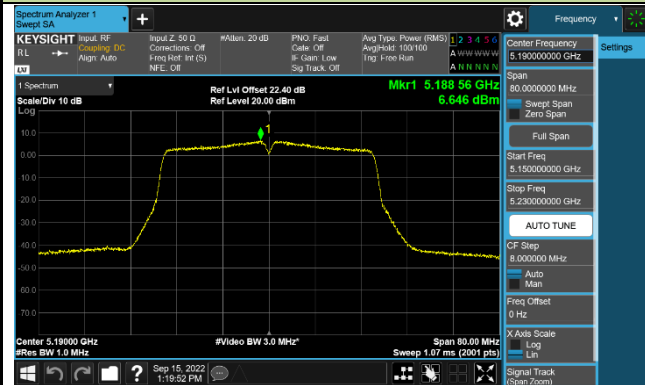 Spectrum Analyzer 1
Swept SA
Frequency
KEYSIGHT
RL
LXI
Input: RF
Coupling: DC
Align: Auto
Input Z: 50 Ω
Corrections: Off
Freq Ref: Int (S)
NFE: Off
#Atten: 20 dB
PNO: Fast
Gate: Off
IF Gain: Low
Sig Track: Off
Avg Type: Power (RMS)
Avg|Hold: 100/100
Trig: Free Run
1 2 3 4 5 6
A W W W W W
A N N N N N
Settings
1 Spectrum
Scale/Div 10 dB
Log
Ref Lvl Offset 22.40 dB
Ref Level 20.00 dBm
Mkr1 5.188 56 GHz
6.646 dBm
1
10.0
0.00
-10.0
-20.0
-30.0
-40.0
-50.0
-60.0
-70.0
Center 5.19000 GHz
#Res BW 1.0 MHz
#Video BW 3.0 MHz*
Span 80.00 MHz
Sweep 1.07 ms (2001 pts)
Center Frequency
5.190000000 GHz
Span
80.0000000 MHz
Swept Span
Zero Span
Full Span
Start Freq
5.150000000 GHz
Stop Freq
5.230000000 GHz
AUTO TUNE
CF Step
8.000000 MHz
Auto
Man
Freq Offset
0 Hz
X Axis Scale
Log
Lin
Signal Track
(Span Zoom)
?
Sep 15, 2022
1:19:52 PM